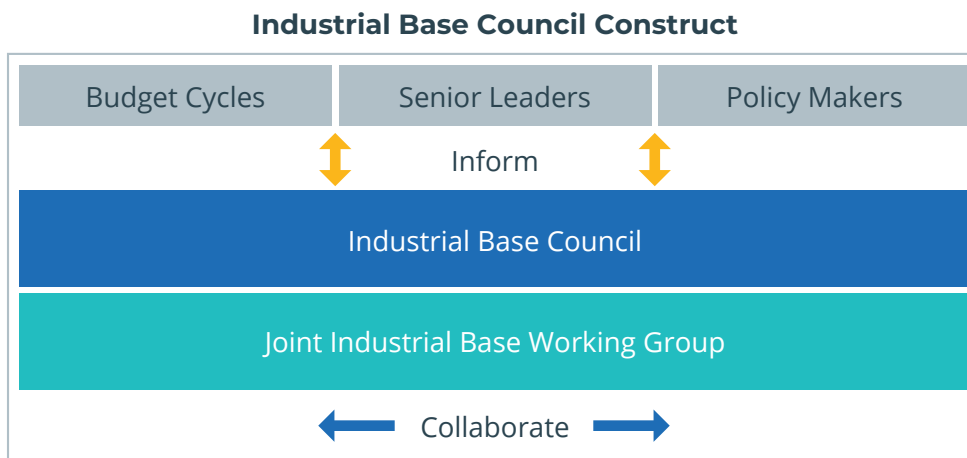 Industrial Base Council Construct
Budget Cycles
Senior Leaders
Policy Makers
Inform
Industrial Base Council
Joint Industrial Base Working Group
Collaborate